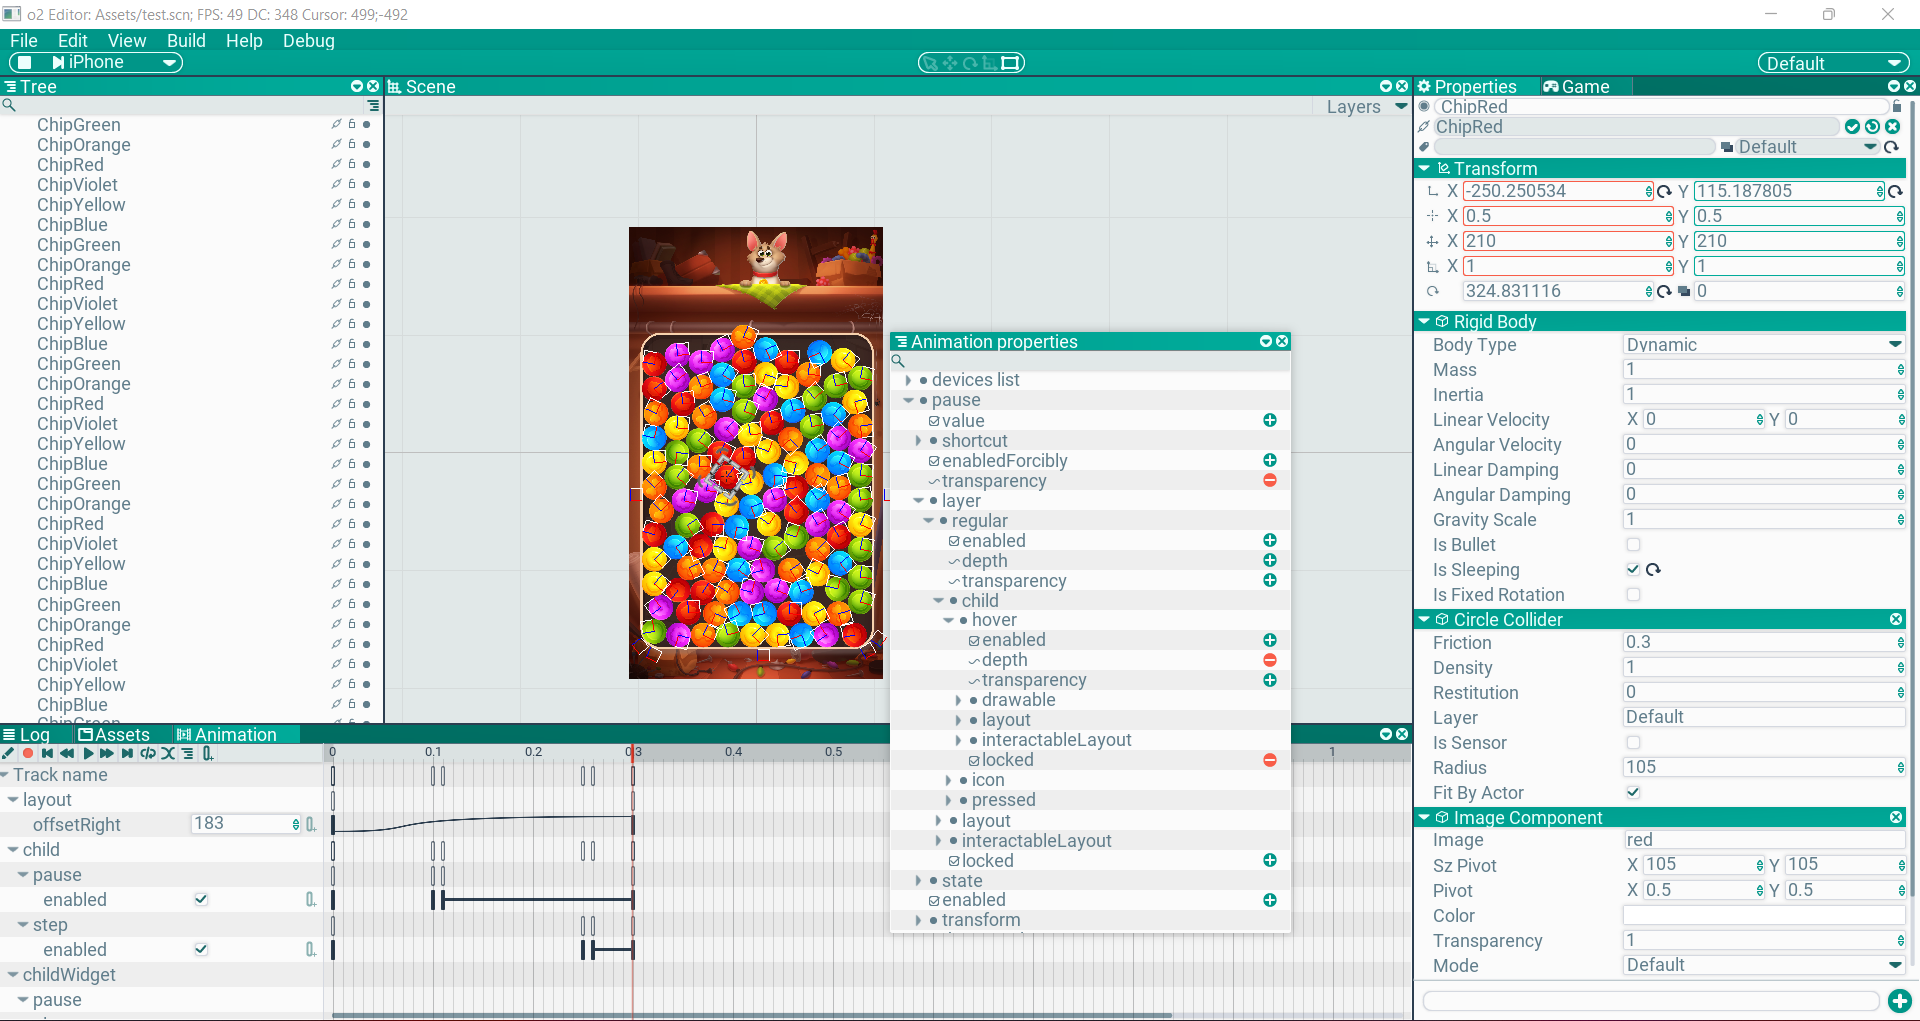 o2 Editor: Assets/test.scn; FPS: 49 DC: 348 Cursor: 499;-492
File Edit View Build Help Debug
iPhone
Default
Tree
ChipGreen
ChipOrange
ChipRed
ChipViolet
ChipYellow
ChipBlue
ChipGreen
ChipOrange
ChipRed
ChipViolet
ChipYellow
ChipBlue
ChipGreen
ChipOrange
ChipRed
ChipViolet
ChipYellow
ChipBlue
ChipGreen
ChipOrange
ChipRed
ChipViolet
ChipYellow
ChipBlue
ChipGreen
ChipOrange
ChipRed
ChipViolet
ChipYellow
ChipBlue
ChipGreen
Scene
Layers
Animation properties
devices list
pause
value
shortcut
enabledForcibly
transparency
layer
regular
enabled
depth
transparency
child
hover
enabled
depth
transparency
drawable
layout
interactableLayout
locked
icon
pressed
layout
interactableLayout
locked
state
enabled
transform
Log Assets Animation
0 0.1 0.2 0.3 0.4 0.5 1
Track name
layout
offsetRight 183
child
pause
enabled
step
enabled
childWidget
pause
Properties Game
ChipRed
ChipRed
Default
Transform
X -250.250534 Y 115.187805
X 0.5 Y 0.5
X 210 Y 210
X 1 Y 1
324.831116 0
Rigid Body
Body Type Dynamic
Mass 1
Inertia 1
Linear Velocity X 0 Y 0
Angular Velocity 0
Linear Damping 0
Angular Damping 0
Gravity Scale 1
Is Bullet
Is Sleeping
Is Fixed Rotation
Circle Collider
Friction 0.3
Density 1
Restitution 0
Layer Default
Is Sensor
Radius 105
Fit By Actor
Image Component
Image red
Sz Pivot X 105 Y 105
Pivot X 0.5 Y 0.5
Color
Transparency 1
Mode Default